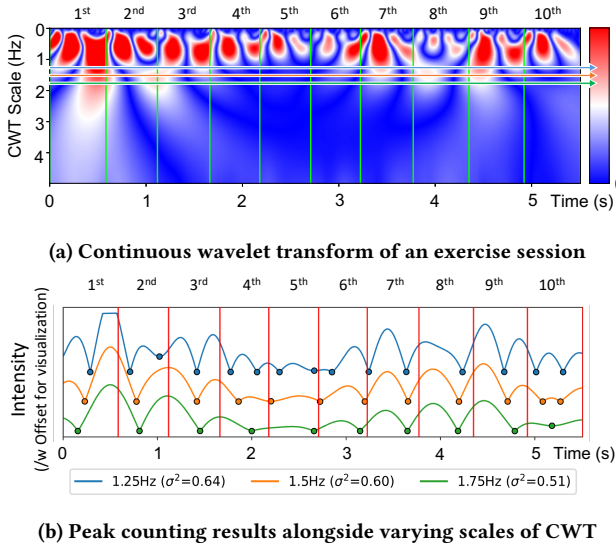 1st 2nd 3rd 4th 5th 6th 7th 8th 9th 10th
CWT Scale (Hz)
0
1
2
3
4
0 1 2 3 4 5 Time (s)
(a) Continuous wavelet transform of an exercise session
1st 2nd 3rd 4th 5th 6th 7th 8th 9th 10th
Intensity
(/w Offset for visualization)
0 1 2 3 4 5 Time (s)
1.25Hz (σ²=0.64) 1.5Hz (σ²=0.60) 1.75Hz (σ²=0.51)
(b) Peak counting results alongside varying scales of CWT